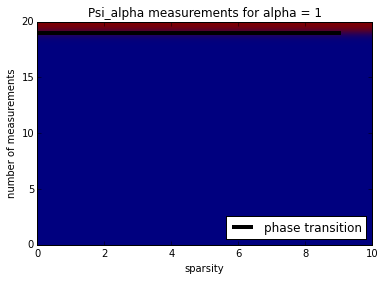 Psi_alpha measurements for alpha = 1
20
15
10
5
0
number of measurements
phase transition
0 2 4 6 8 10
sparsity